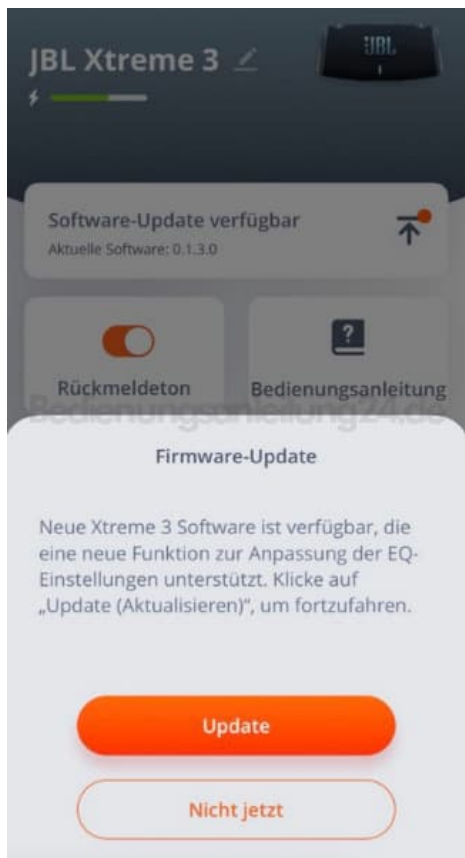 JBL Xtreme 3
JBL
Software-Update verfügbar
Aktuelle Software: 0.1.3.0
Rückmeldeton
Bedienungsanleitung
Bedienungsanleitung24.de
Firmware-Update
Neue Xtreme 3 Software ist verfügbar, die
eine neue Funktion zur Anpassung der EQ-
Einstellungen unterstützt. Klicke auf
„Update (Aktualisieren)“, um fortzufahren.
Update
Nicht jetzt